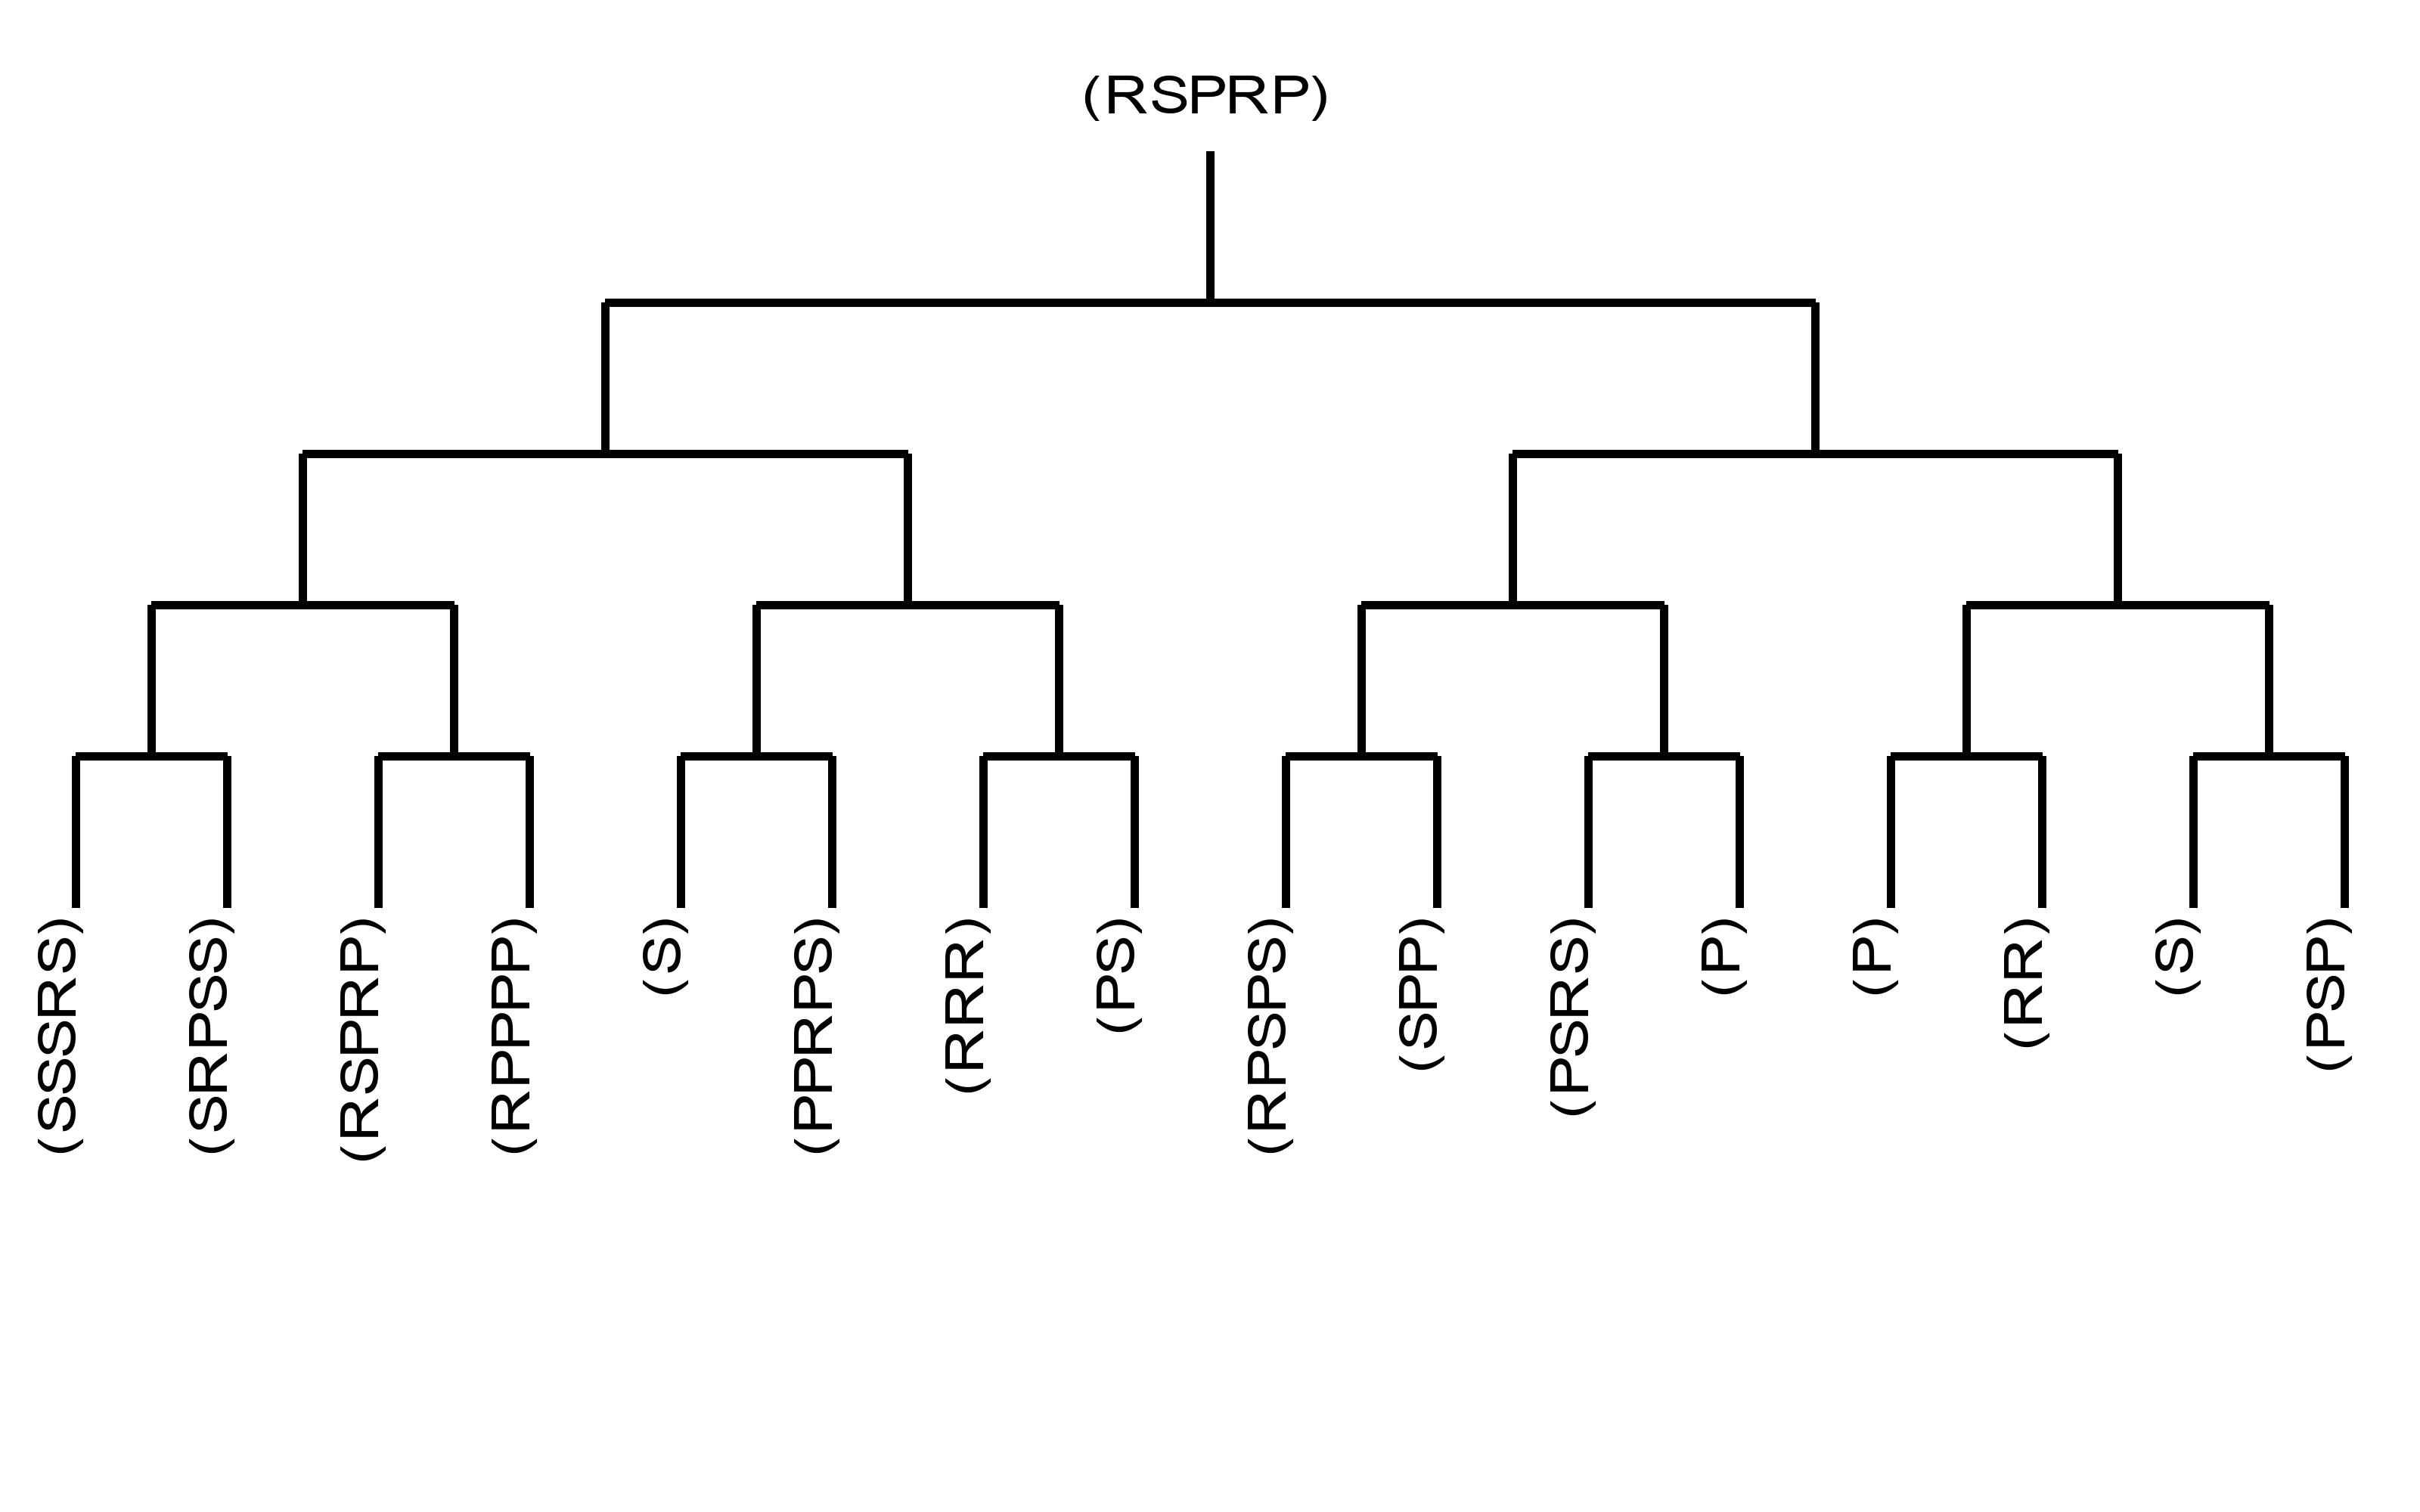 (RSPRP)
(SSSRS)
(SRPSS)
(RSPRP)
(RPPPP)
(S)
(PPRPS)
(RRR)
(PS)
(RPSPS)
(SPP)
(PSRS)
(P)
(P)
(RR)
(S)
(PSP)